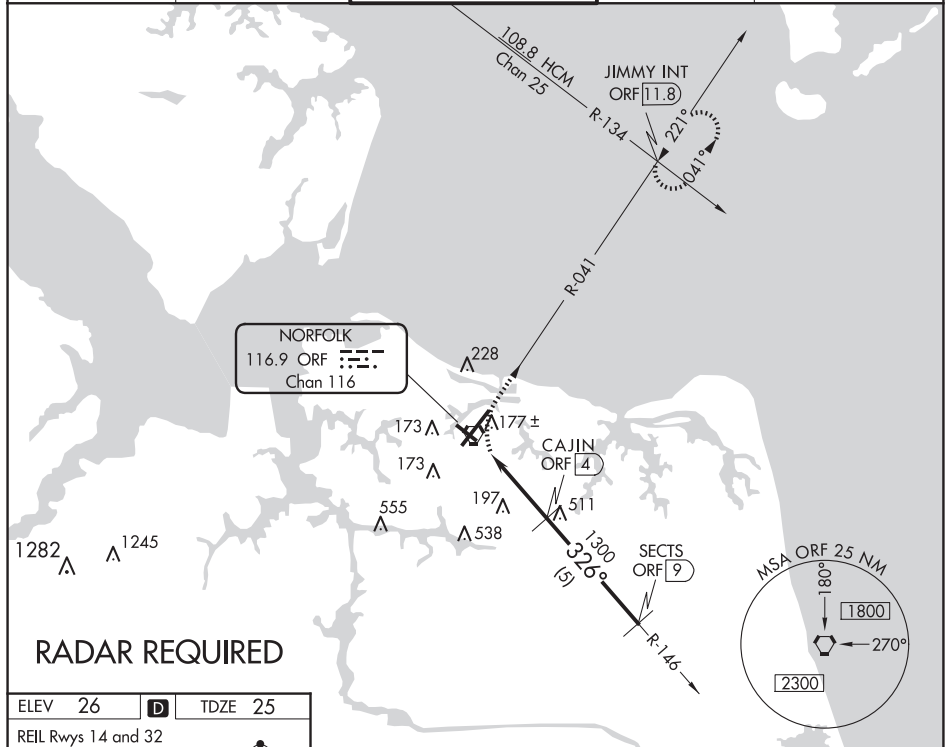 108.8 HCM
Chan 25
R-134
JIMMY INT
ORF 11.8
221°
041°
R-041
NORFOLK
116.9 ORF
Chan 116
228
177 ±
173
173
CAJIN
ORF 4
197
511
555
538
1282
1245
1300
326°
(5)
SECTS
ORF 9
R-146
MSA ORF 25 NM
180°
1800
270°
2300
RADAR REQUIRED
ELEV 26 D TDZE 25
REIL Rwys 14 and 32